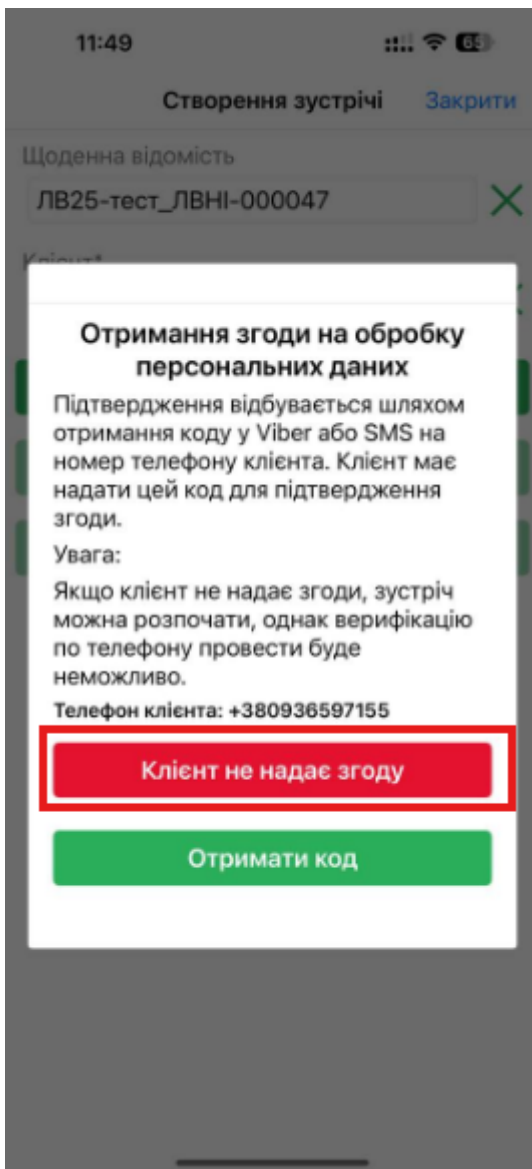 11:49
65
Створення зустрічі Закрити
Щоденна відомість
ЛВ25-тест_ЛВНІ-000047
Клієнт*
Отримання згоди на обробку
персональних даних
Підтвердження відбувається шляхом
отримання коду у Viber або SMS на
номер телефону клієнта. Клієнт має
надати цей код для підтвердження
згоди.
Увага:
Якщо клієнт не надає згоди, зустріч
можна розпочати, однак верифікацію
по телефону провести буде
неможливо.
Телефон клієнта: +380936597155
Клієнт не надає згоду
Отримати код